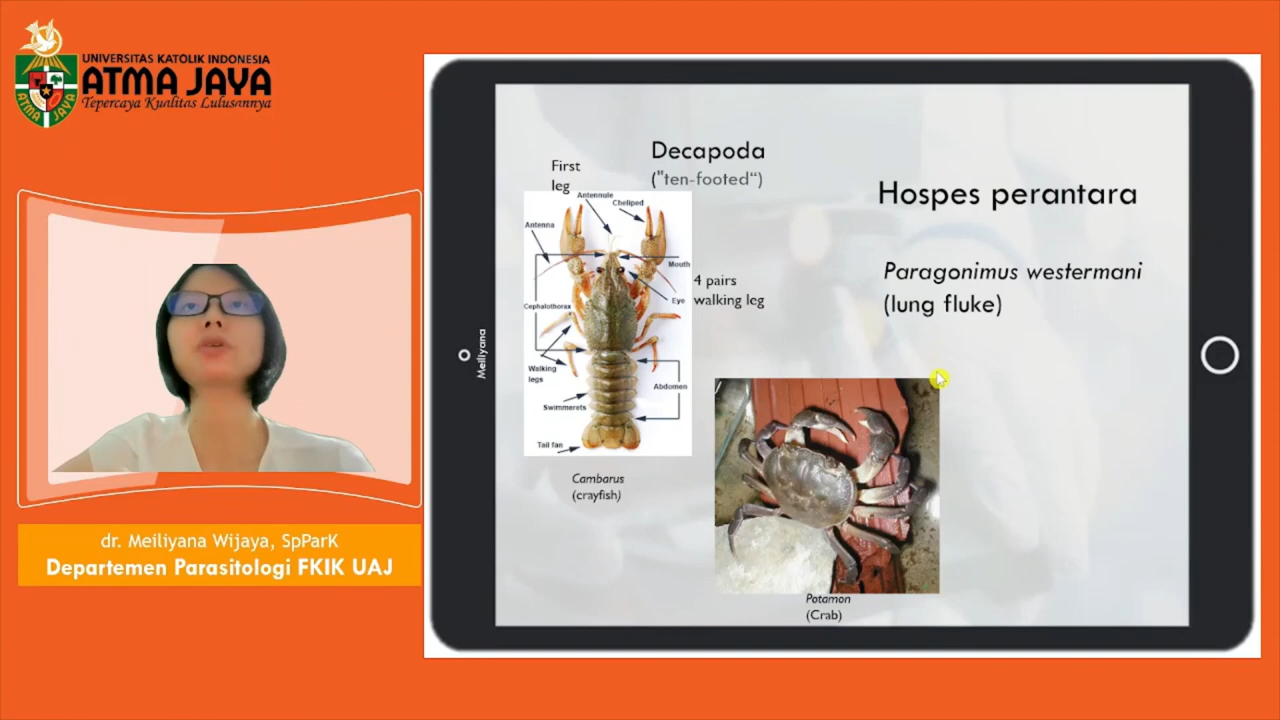 UNIVERSITAS KATOLIK INDONESIA
ATMA JAYA
Tepercaya Kualitas Lulusannya
ATMA JAYA
dr. Meiliyana Wijaya, SpParK
Departemen Parasitologi FKIK UAJ
Meiliyana
Decapoda
("ten-footed“)
First
leg
Antennule
Cheliped
Antenna
Mouth
4 pairs
walking leg
Eye
Cephalothorax
Walking
legs
Abdomen
Swimmerets
Tail fan
Cambarus
(crayfish)
Potamon
(Crab)
Hospes perantara
Paragonimus westermani
(lung fluke)